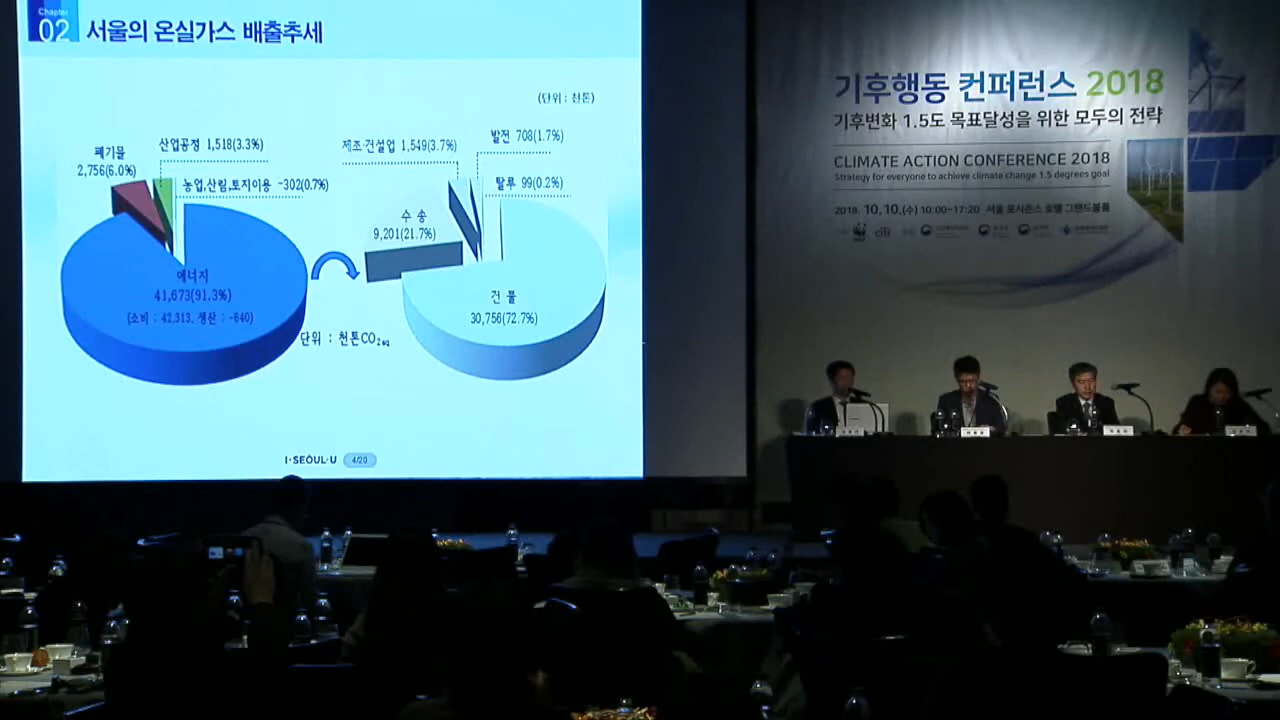 Chapter
02
서울의 온실가스 배출추세
(단위 : 천톤)
폐기물
2,756(6.0%)
산업공정 1,518(3.3%)
농업,산림,토지이용 -302(0.7%)
에너지
41,673(91.3%)
(소비 : 42,313, 생산 : -640)
단위 : 천톤CO₂eq
제조·건설업 1,549(3.7%)
발전 708(1.7%)
탈루 99(0.2%)
수 송
9,201(21.7%)
건 물
30,756(72.7%)
I·SEOUL·U
4/20
기후행동 컨퍼런스 2018
기후변화 1.5도 목표달성을 위한 모두의 전략
CLIMATE ACTION CONFERENCE 2018
Strategy for everyone to achieve climate change 1.5 degrees goal
2018. 10. 10.(수) 10:00~17:20 서울 포시즌스 호텔 그랜드볼룸
WWF
citi